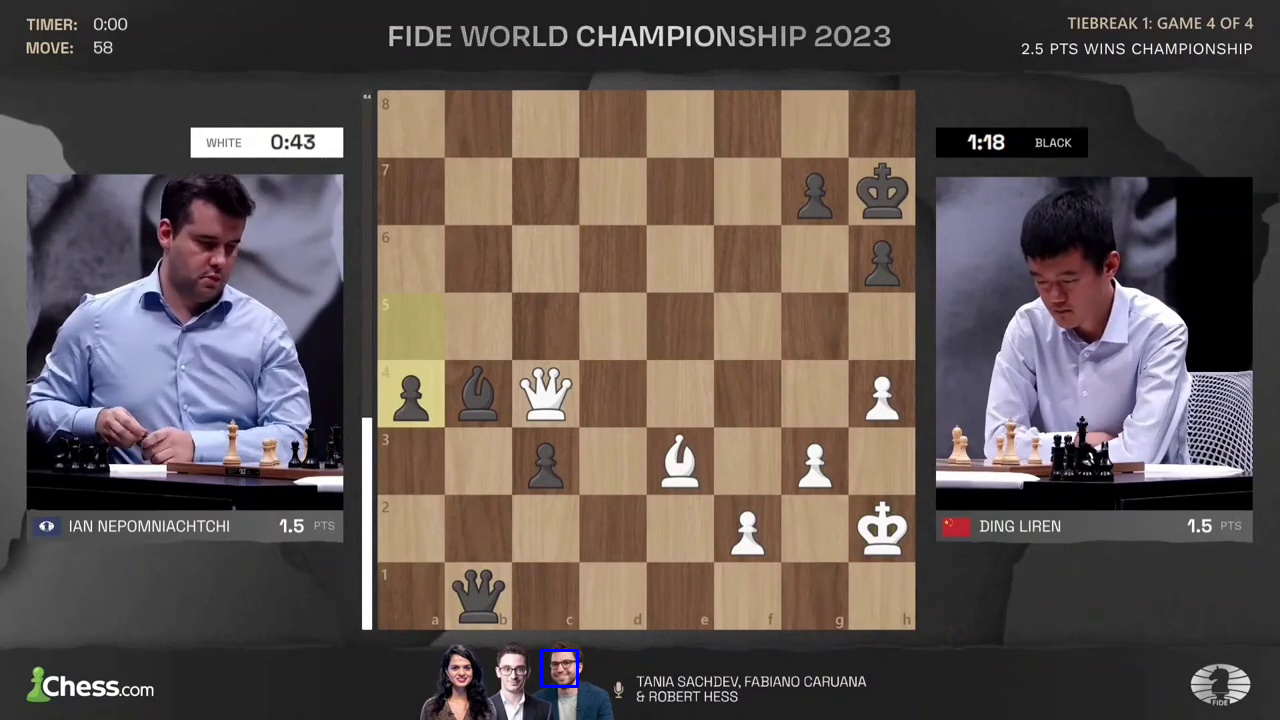 TIMER: 0:00
MOVE: 58
FIDE WORLD CHAMPIONSHIP 2023
TIEBREAK 1: GAME 4 OF 4
2.5 PTS WINS CHAMPIONSHIP
WHITE 0:43
1:18 BLACK
8
7
6
5
4
3
2
1
a b c d e f g h
IAN NEPOMNIACHTCHI 1.5 PTS
DING LIREN 1.5 PTS
Chess.com
TANIA SACHDEV, FABIANO CARUANA
& ROBERT HESS
FIDE